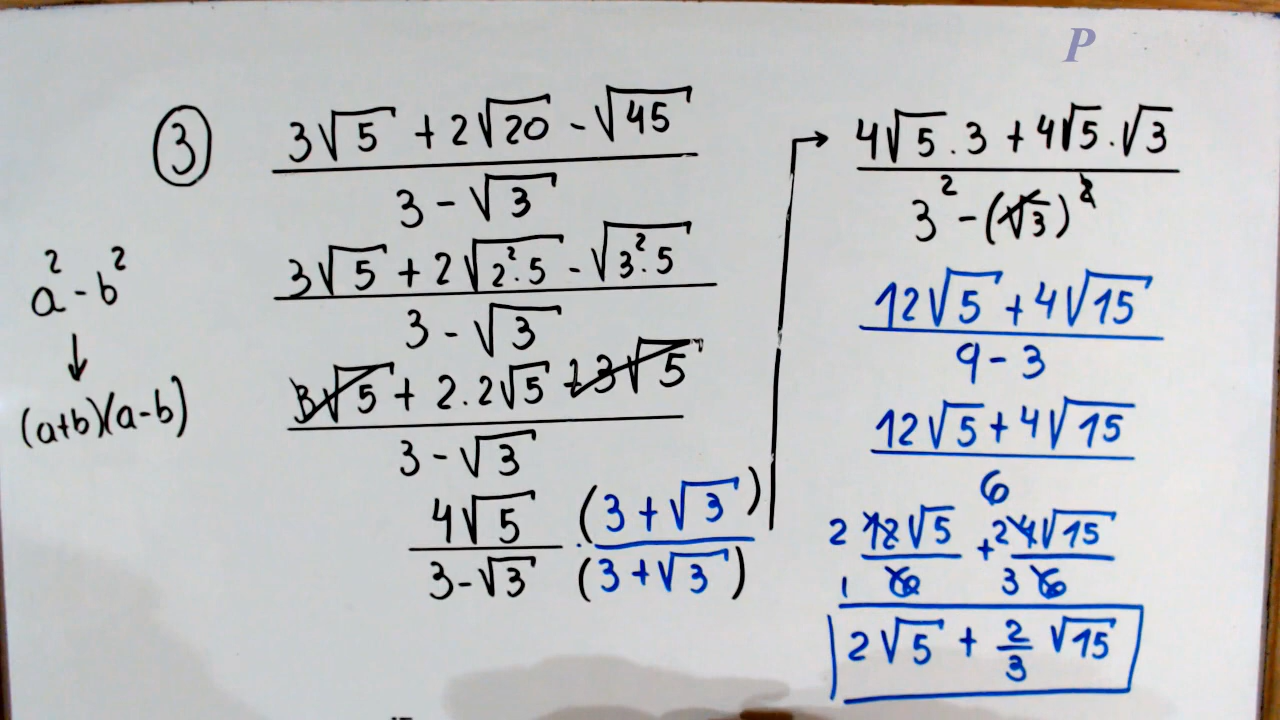 P
③
3√5 + 2√20 - √45
3 - √3
3√5 + 2√2²·5 - √3²·5
3 - √3
3√5 + 2.2√5 - 3√5
3 - √3
4√5 · (3 + √3)
3-√3 (3 + √3)
a² - b²
↓
(a+b)(a-b)
→ 4√5 . 3 + 4√5 . √3
3² - (√3)²
12√5 + 4√15
9 - 3
12√5 + 4√15
6
2 12√5 + 2 4√15
1 6 3 6
2√5 + 2/3 √15